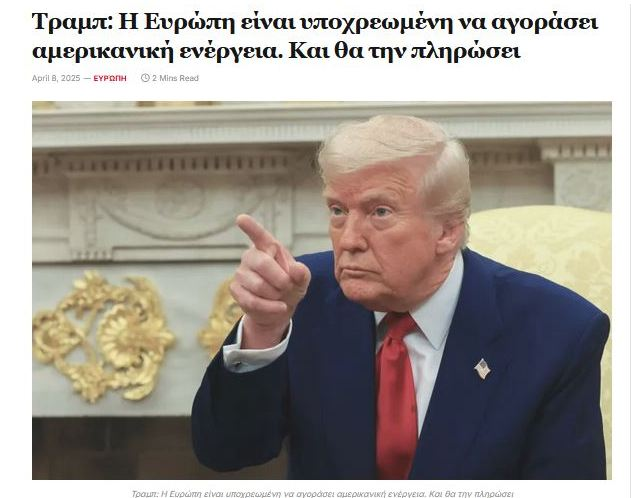 Τραμπ: Η Ευρώπη είναι υποχρεωμένη να αγοράσει
αμερικανική ενέργεια. Και θα την πληρώσει
April 8, 2025 — ΕΥΡΩΠΗ 2 Mins Read
Τραμπ: Η Ευρώπη είναι υποχρεωμένη να αγοράσει αμερικανική ενέργεια. Και θα την πληρώσει